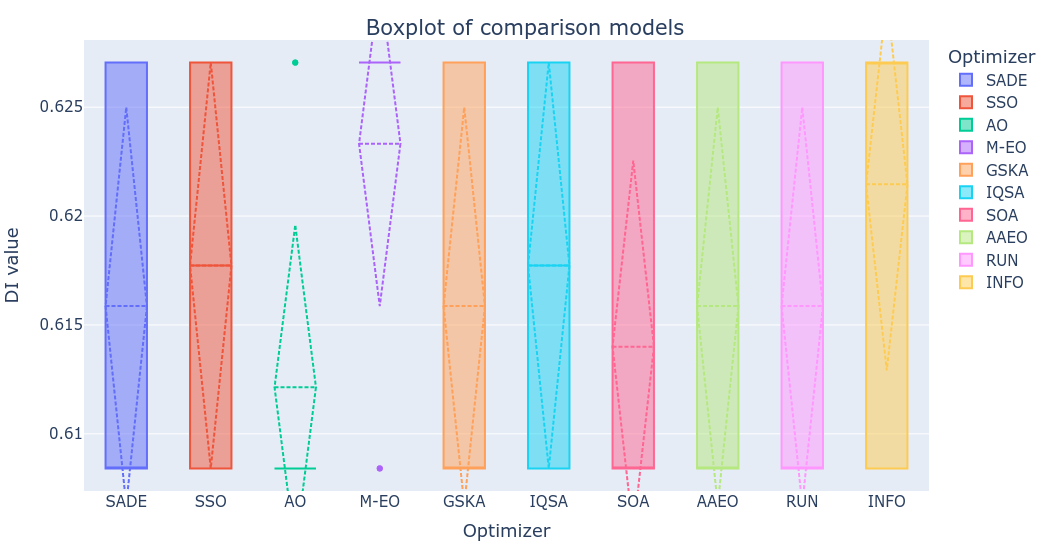 Boxplot of comparison models
DI value
0.625
0.62
0.615
0.61
SADE
SSO
AO
M-EO
GSKA
IQSA
SOA
AAEO
RUN
INFO
Optimizer
Optimizer
SADE
SSO
AO
M-EO
GSKA
IQSA
SOA
AAEO
RUN
INFO